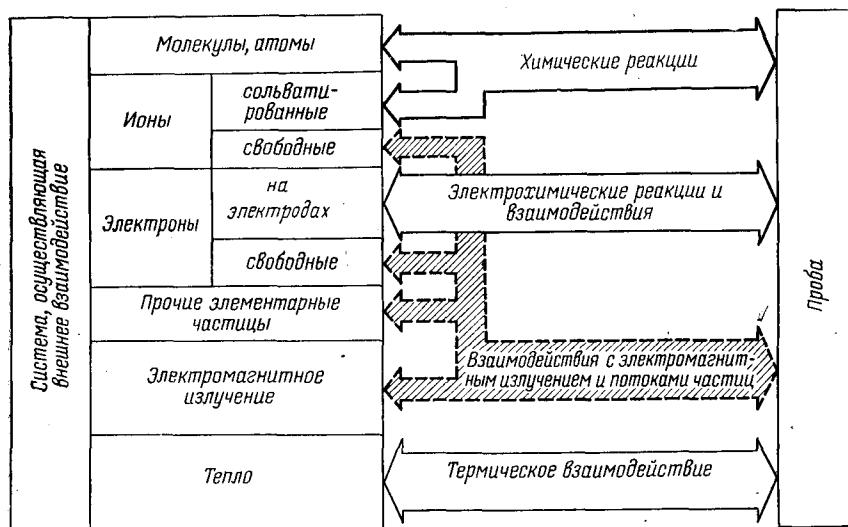 Система, осуществляющая
внешнее взаимодействие
Молекулы, атомы
Ионы
сольвати-
рованные
свободные
Электроны
на
электродах
свободные
Прочие элементарные
частицы
Электромагнитное
излучение
Тепло
Химические реакции
Электрохимические реакции и
взаимодействия
Взаимодействия с электромагнит-
ным излучением и потоками частиц
Термическое взаимодействие
Проба